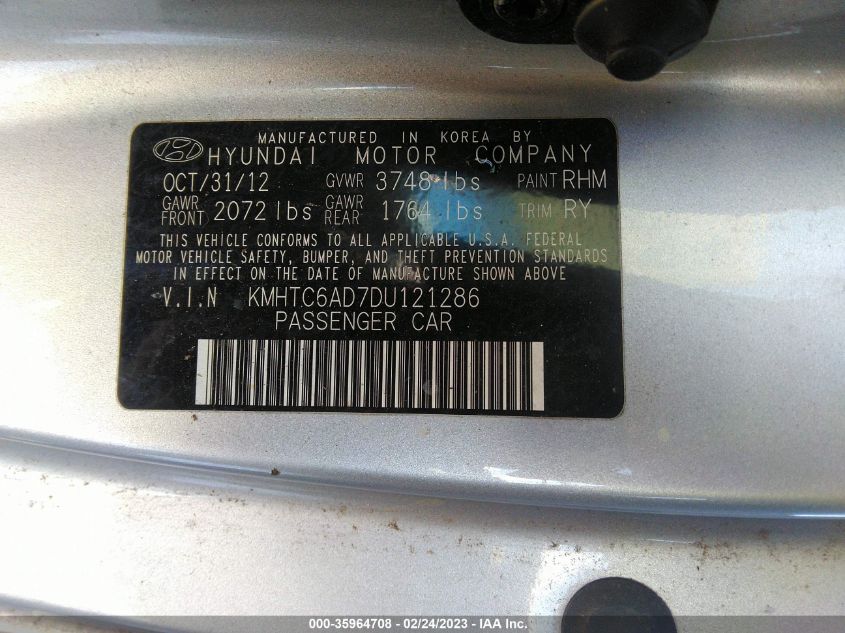 MANUFACTURED IN KOREA BY
HYUNDAI MOTOR COMPANY
OCT/31/12 GVWR 3748 lbs PAINT RHM
GAWR FRONT 2072 lbs GAWR REAR 1764 lbs TRIM RY
THIS VEHICLE CONFORMS TO ALL APPLICABLE U.S.A. FEDERAL
MOTOR VEHICLE SAFETY, BUMPER, AND THEFT PREVENTION STANDARDS
IN EFFECT ON THE DATE OF MANUFACTURE SHOWN ABOVE
V.I.N KMHTC6AD7DU121286
PASSENGER CAR
000-35964708 - 02/24/2023 - IAA Inc.